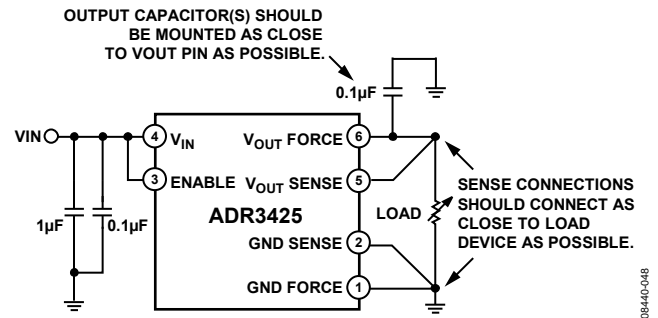 OUTPUT CAPACITOR(S) SHOULD
BE MOUNTED AS CLOSE
TO VOUT PIN AS POSSIBLE.
0.1µF
VIN
4
VIN
VOUT FORCE
6
3
ENABLE
VOUT SENSE
5
1µF
0.1µF
ADR3425
LOAD
SENSE CONNECTIONS
SHOULD CONNECT AS
CLOSE TO LOAD
DEVICE AS POSSIBLE.
GND SENSE
2
GND FORCE
1
08440-048